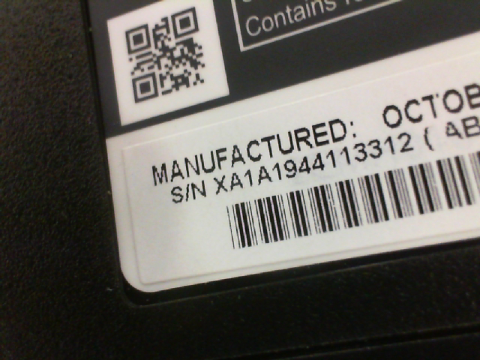 Contains
MANUFACTURED: OCTOB
S/N XA1A1944113312 ( AB